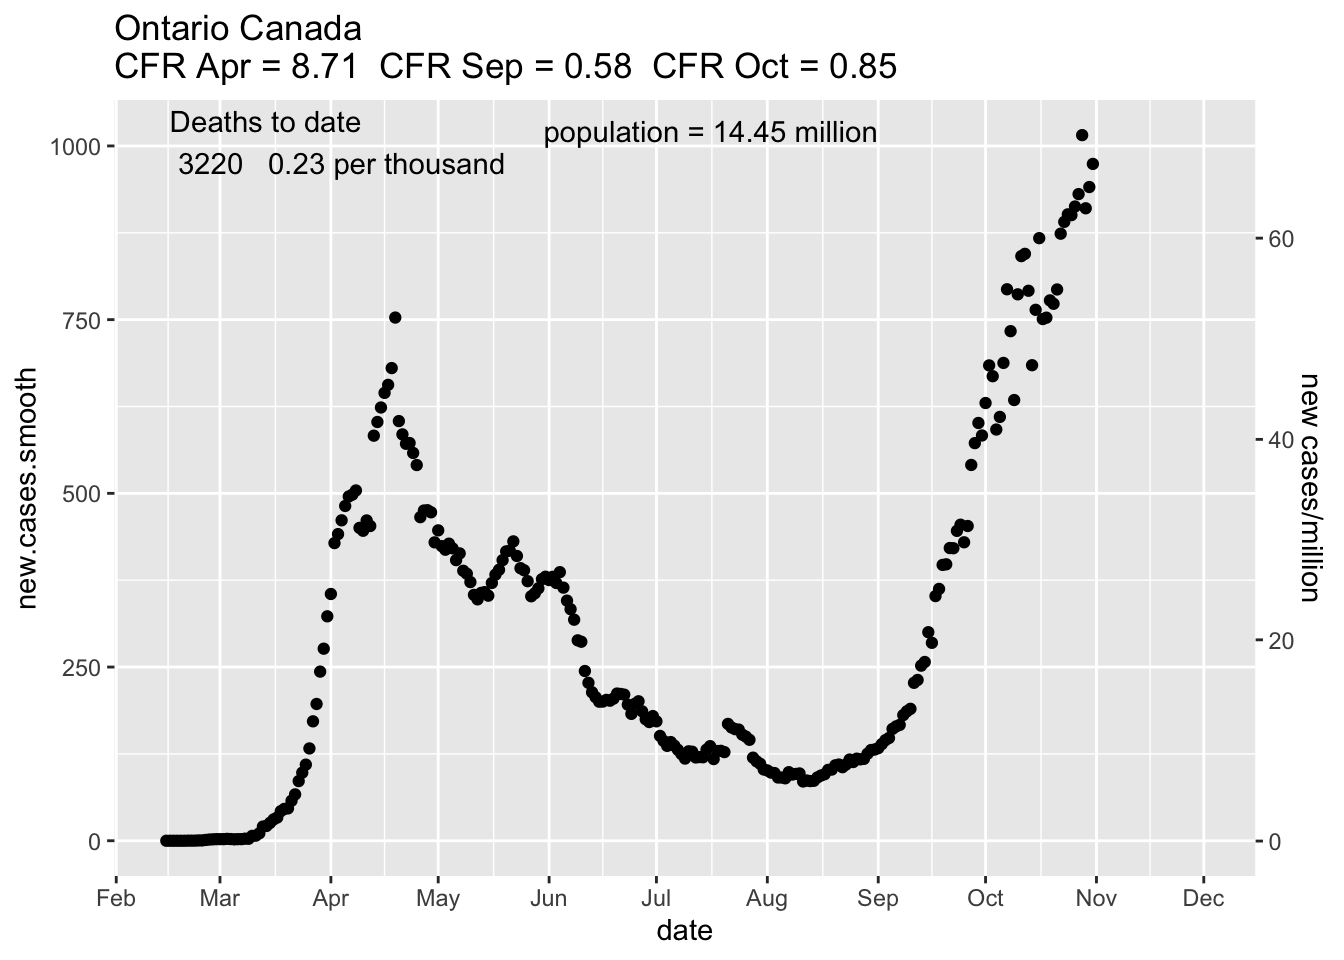 Ontario Canada
CFR Apr = 8.71  CFR Sep = 0.58  CFR Oct = 0.85
Deaths to date
population = 14.45 million
3220   0.23 per thousand
new.cases.smooth
1000
750
500
250
0
60
40
20
0
new cases/million
Feb Mar Apr May Jun Jul Aug Sep Oct Nov Dec
date